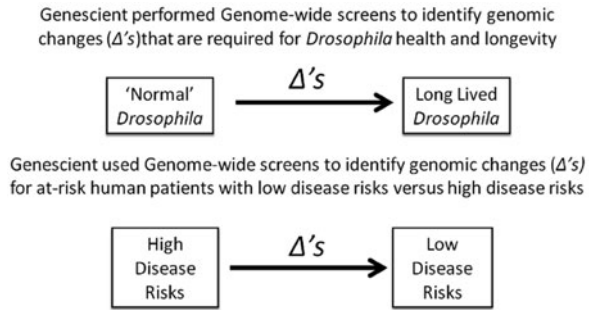 Genescient performed Genome-wide screens to identify genomic
changes (Δ's)that are required for Drosophila health and longevity
Δ's
'Normal'
Drosophila
Long Lived
Drosophila
Genescient used Genome-wide screens to identify genomic changes (Δ's)
for at-risk human patients with low disease risks versus high disease risks
High
Disease
Risks
Δ's
Low
Disease
Risks